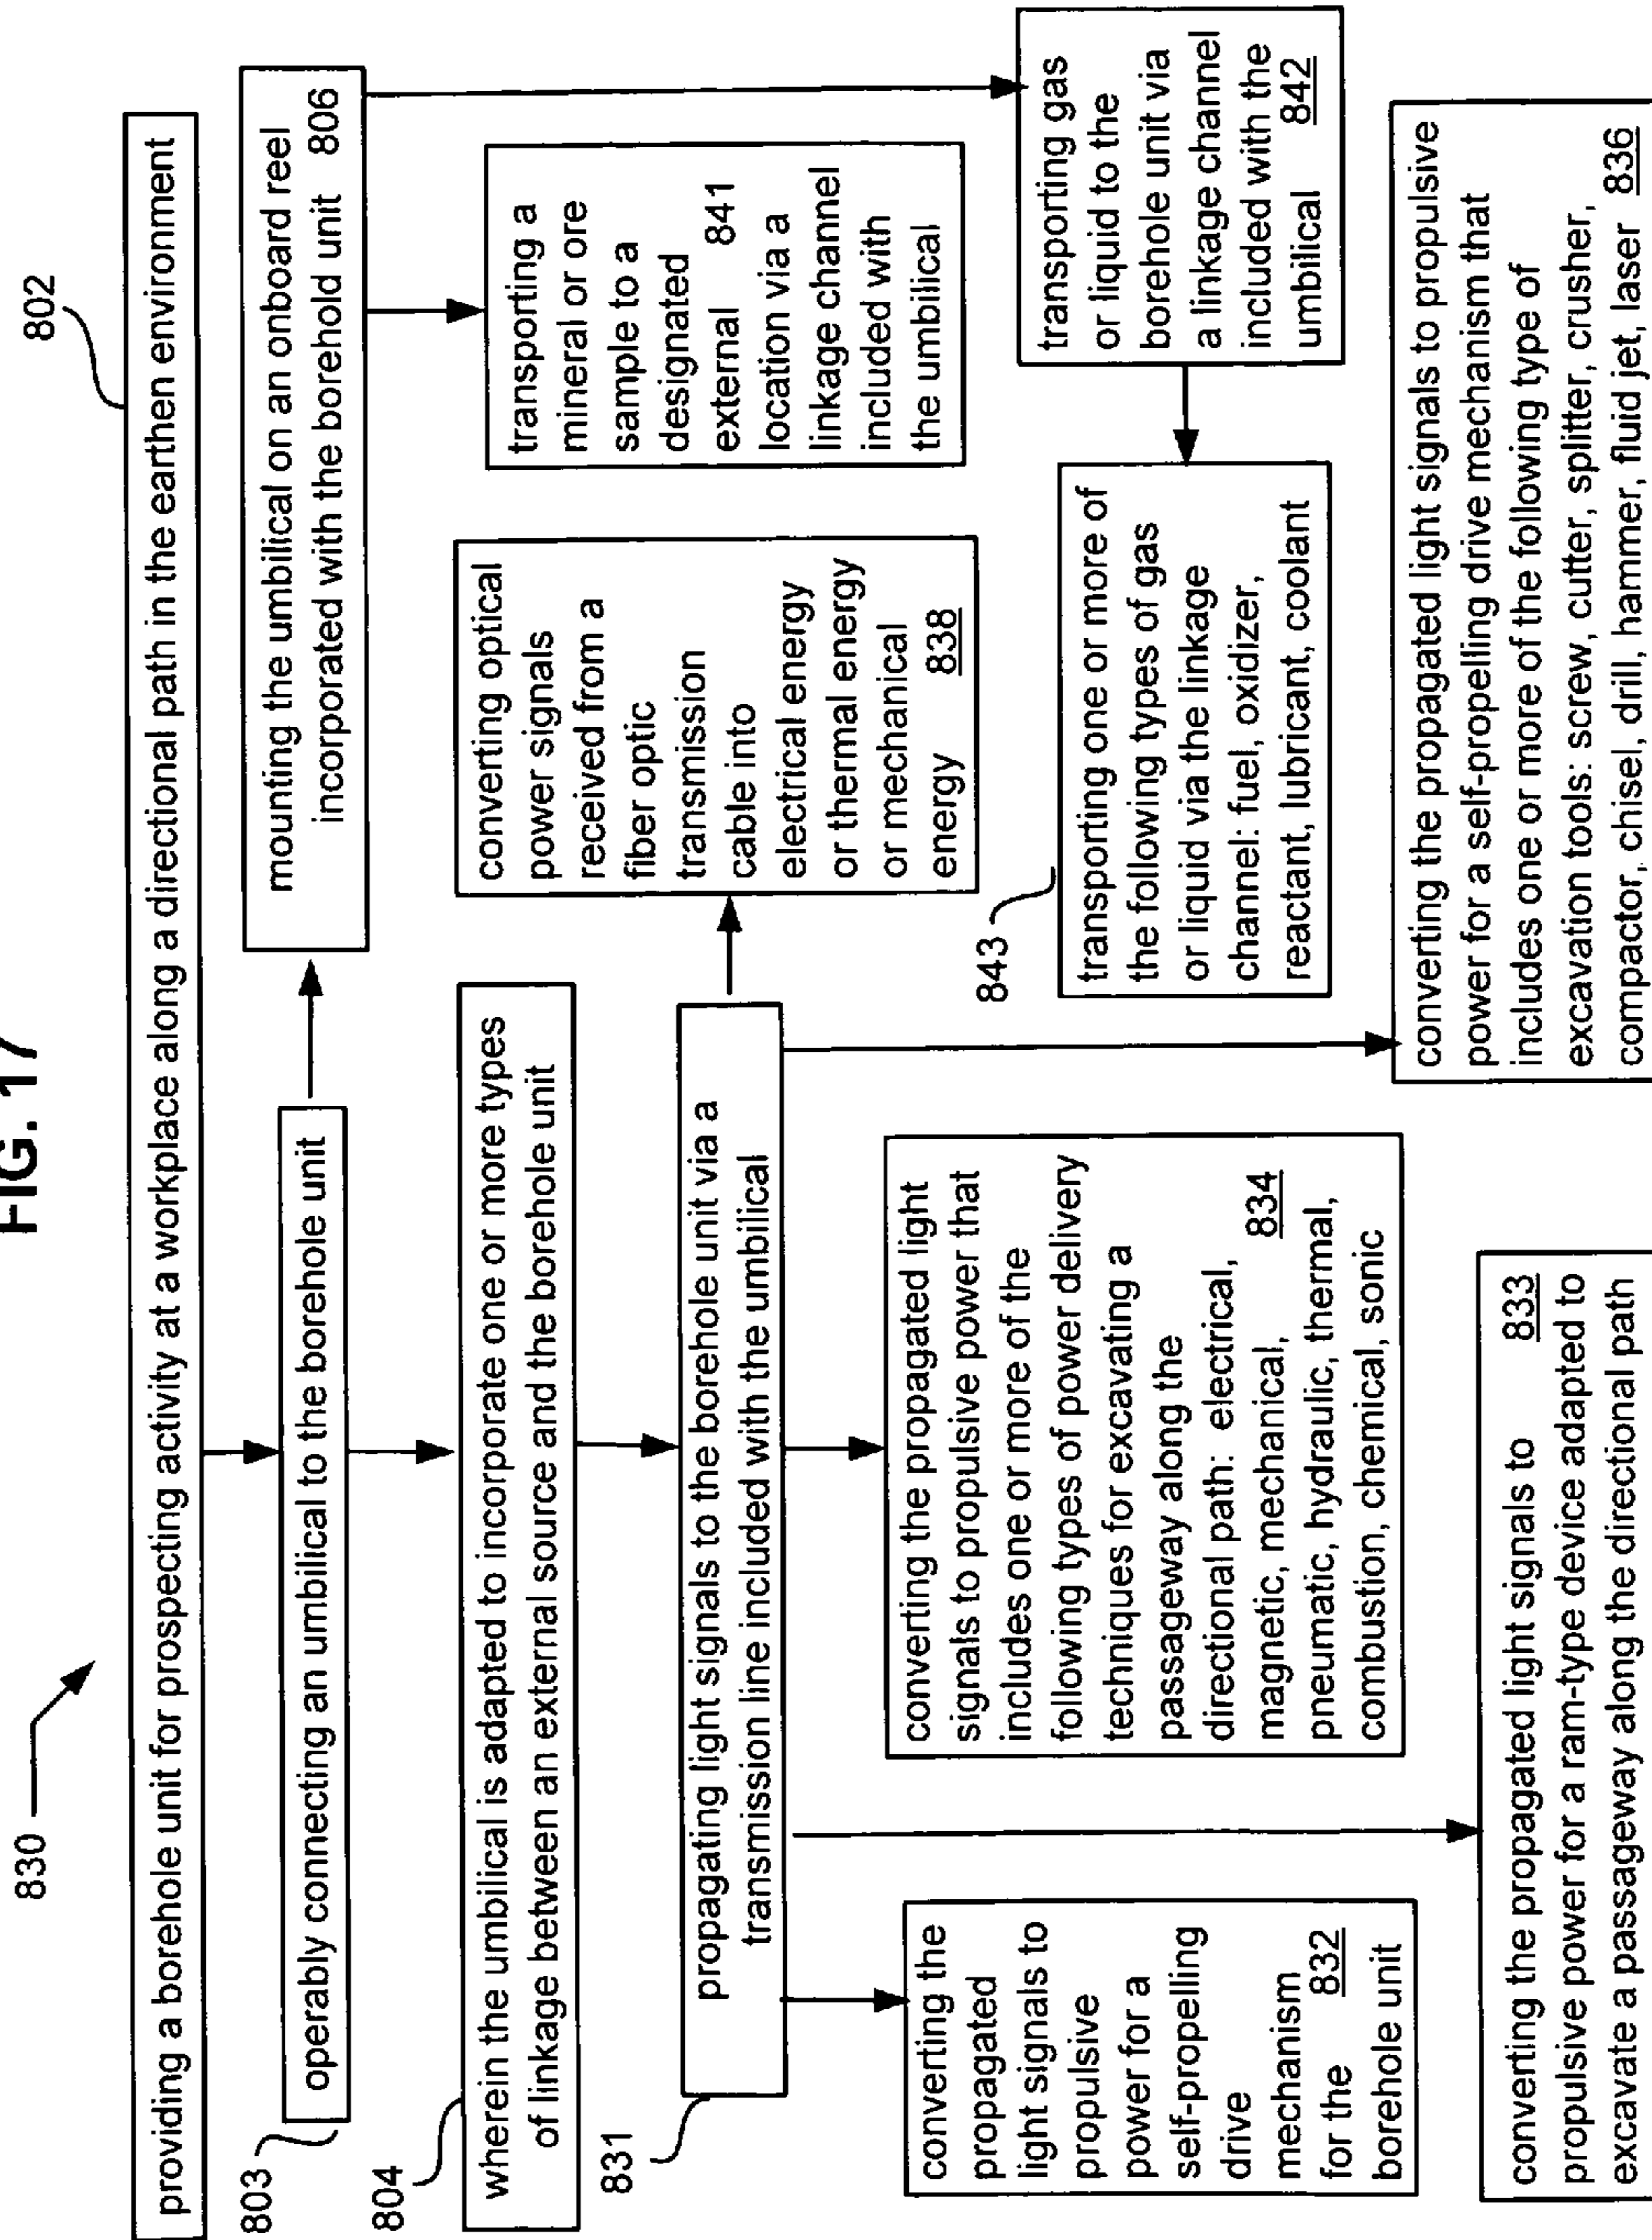 FIG. 17
830
802
providing a borehole unit for prospecting activity at a workplace along a directional path in the earthen environment
803
operably connecting an umbilical to the borehole unit
mounting the umbilical on an onboard reel
incorporated with the borehold unit 806
804
wherein the umbilical is adapted to incorporate one or more types
of linkage between an external source and the borehole unit
converting optical
power signals
received from a
fiber optic
transmission
cable into
electrical energy
or thermal energy
or mechanical
energy 838
transporting a
mineral or ore
sample to a
designated
external 841
location via a
linkage channel
included with
the umbilical
831
propagating light signals to the borehole unit via a
transmission line included with the umbilical
transporting gas
or liquid to the
borehole unit via
a linkage channel
included with the
umbilical 842
843
transporting one or more of
the following types of gas
or liquid via the linkage
channel: fuel, oxidizer,
reactant, lubricant, coolant
converting the
propagated
light signals to
propulsive
power for a
self-propelling
drive
mechanism
for the 832
borehole unit
converting the propagated light
signals to propulsive power that
includes one or more of the
following types of power delivery
techniques for excavating a
passageway along the
directional path: electrical,
magnetic, mechanical, 834
pneumatic, hydraulic, thermal,
combustion, chemical, sonic
converting the propagated light signals to propulsive
power for a self-propelling drive mechanism that
includes one or more of the following type of
excavation tools: screw, cutter, splitter, crusher,
compactor, chisel, drill, hammer, fluid jet, laser 836
converting the propagated light signals to 833
propulsive power for a ram-type device adapted to
excavate a passageway along the directional path